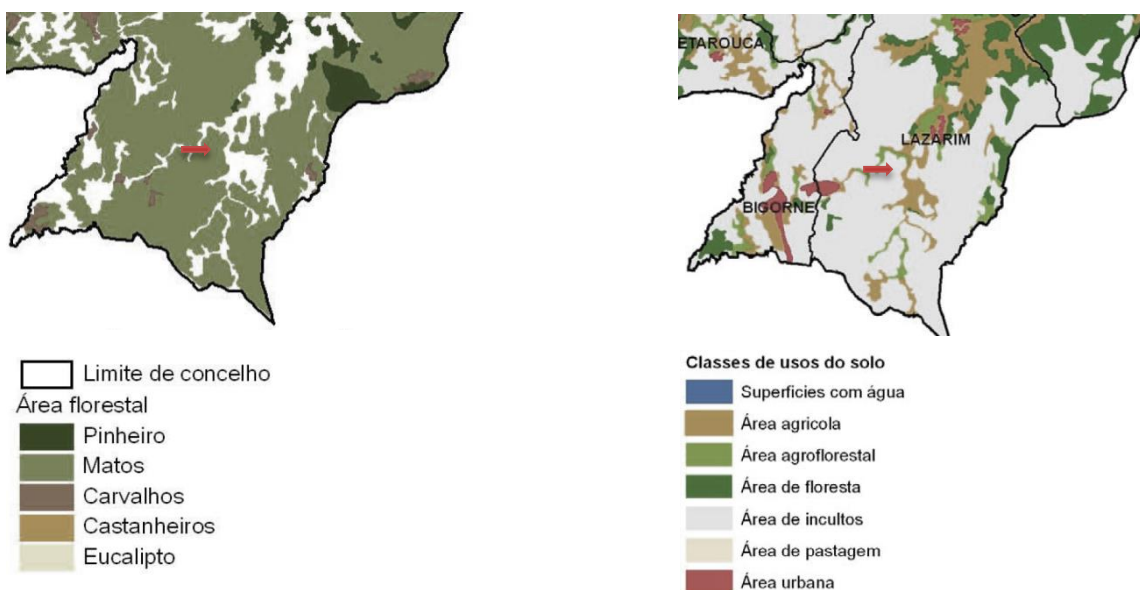 ETAROUCA
LAZARIM
BIGORNE
Limite de concelho
Área florestal
Pinheiro
Matos
Carvalhos
Castanheiros
Eucalipto
Classes de usos do solo
Superficies com água
Área agricola
Área agroflorestal
Área de floresta
Área de incultos
Área de pastagem
Área urbana